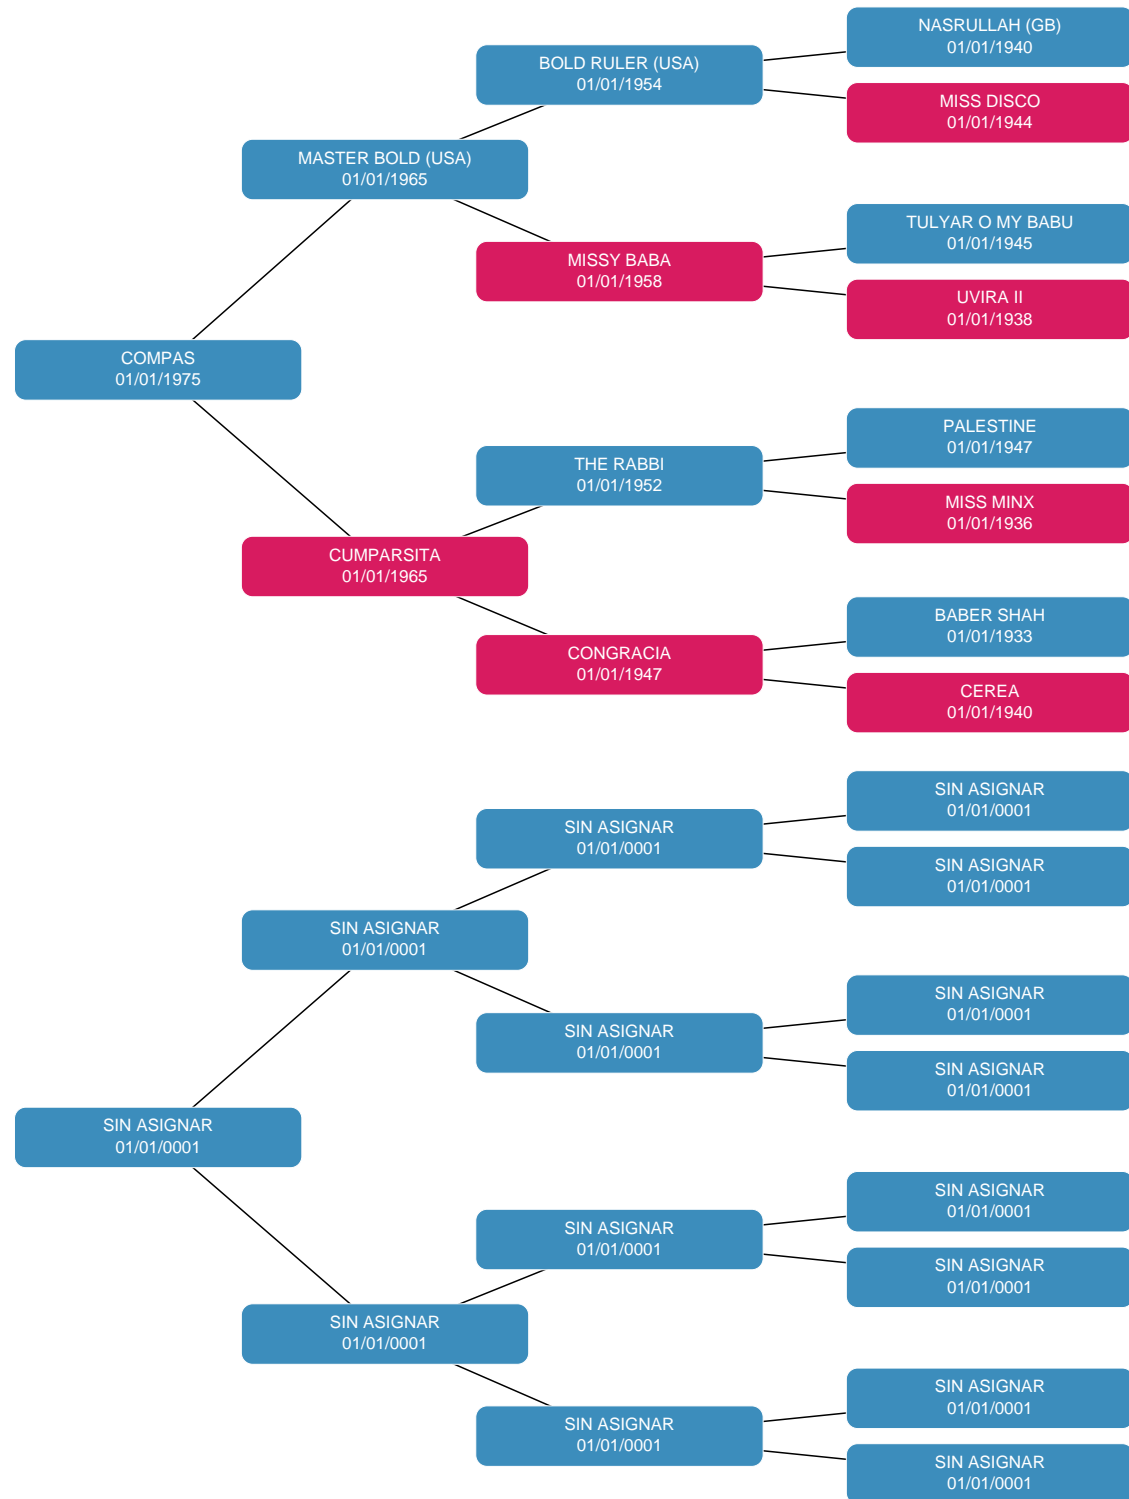 NASRULLAH (GB)
01/01/1940
BOLD RULER (USA)
01/01/1954
MISS DISCO
01/01/1944
MASTER BOLD (USA)
01/01/1965
TULYAR O MY BABU
01/01/1945
MISSY BABA
01/01/1958
UVIRA II
01/01/1938
COMPAS
01/01/1975
PALESTINE
01/01/1947
THE RABBI
01/01/1952
MISS MINX
01/01/1936
CUMPARSITA
01/01/1965
BABER SHAH
01/01/1933
CONGRACIA
01/01/1947
CEREA
01/01/1940
SIN ASIGNAR
01/01/0001
SIN ASIGNAR
01/01/0001
SIN ASIGNAR
01/01/0001
SIN ASIGNAR
01/01/0001
SIN ASIGNAR
01/01/0001
SIN ASIGNAR
01/01/0001
SIN ASIGNAR
01/01/0001
SIN ASIGNAR
01/01/0001
SIN ASIGNAR
01/01/0001
SIN ASIGNAR
01/01/0001
SIN ASIGNAR
01/01/0001
SIN ASIGNAR
01/01/0001
SIN ASIGNAR
01/01/0001
SIN ASIGNAR
01/01/0001
SIN ASIGNAR
01/01/0001